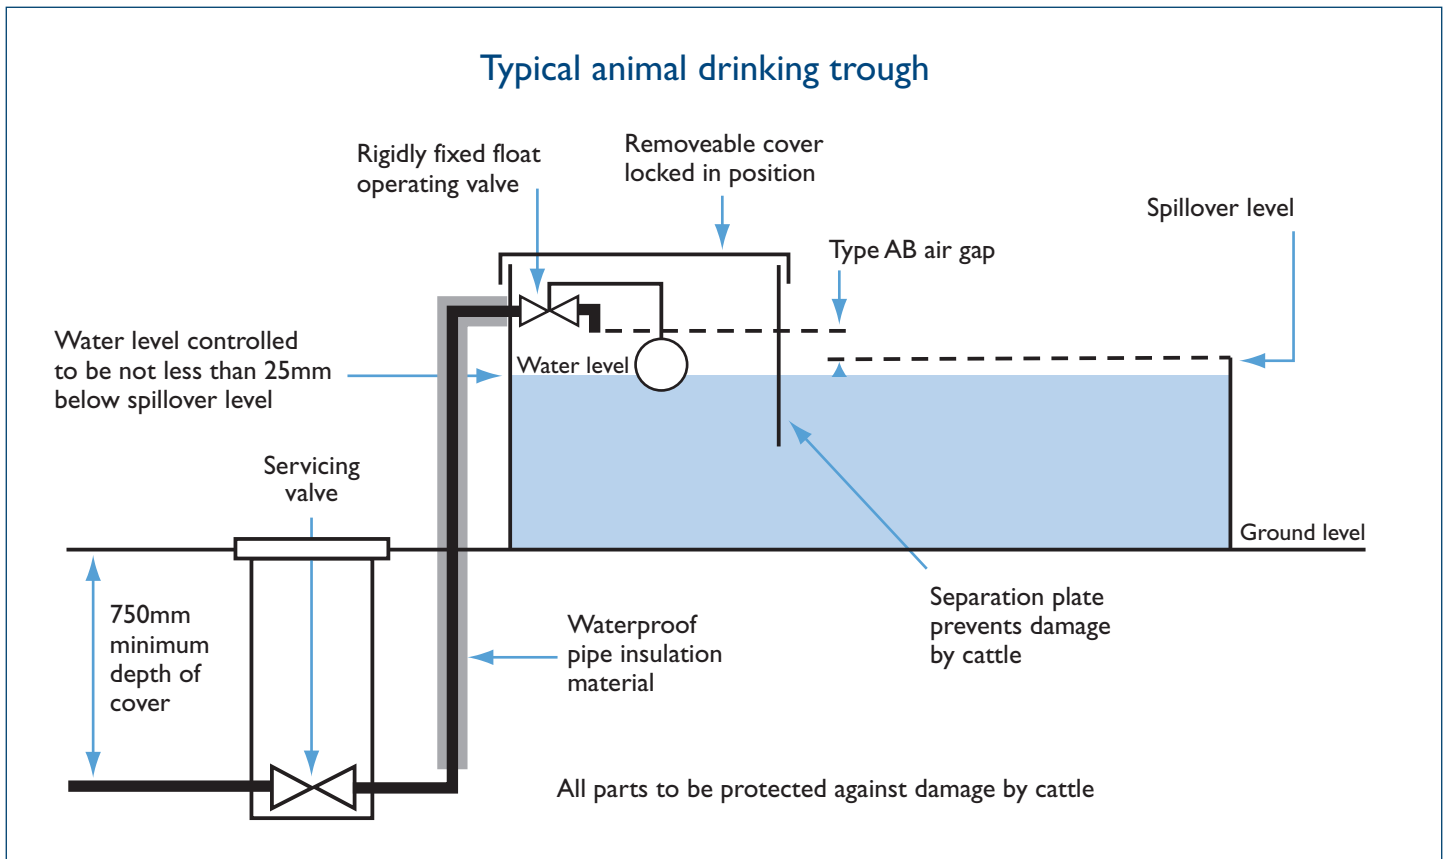 Typical animal drinking trough
Rigidly fixed float
operating valve
Removeable cover
locked in position
Spillover level
Type AB air gap
Water level controlled
to be not less than 25mm
below spillover level
Water level
Servicing
valve
Ground level
750mm
minimum
depth of
cover
Waterproof
pipe insulation
material
Separation plate
prevents damage
by cattle
All parts to be protected against damage by cattle